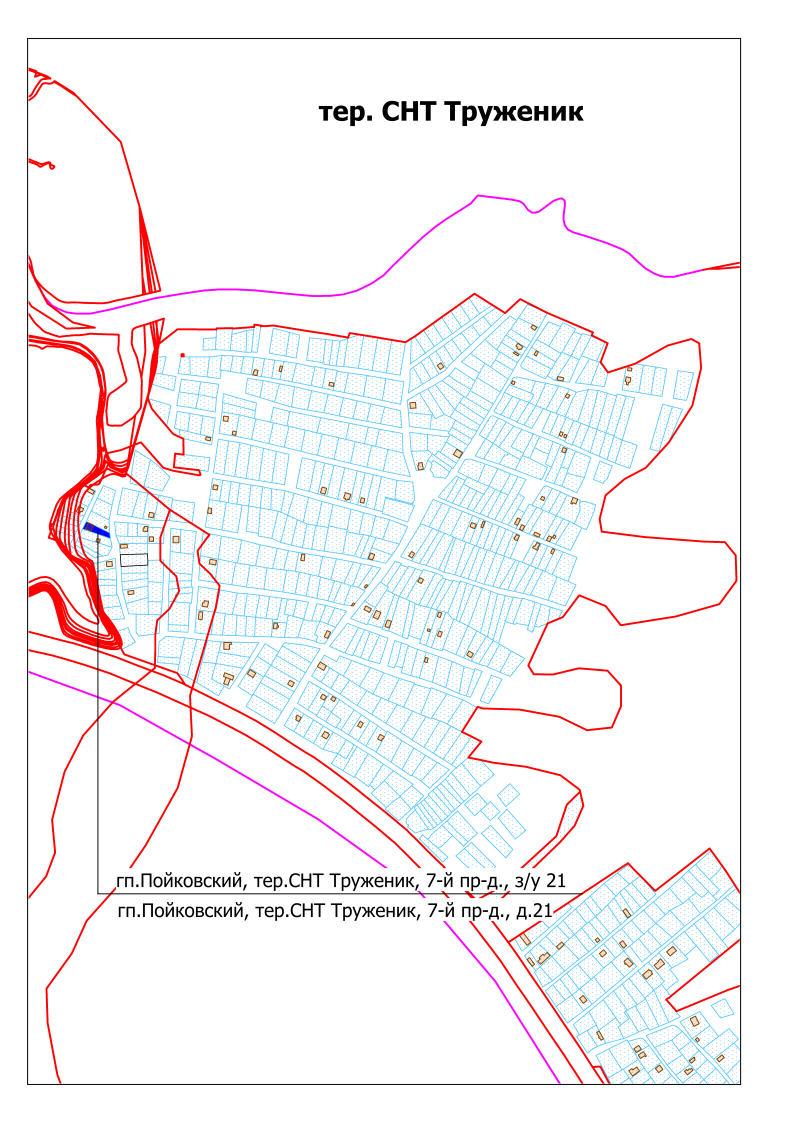 тер. СНТ Труженик
гп.Пойковский, тер.СНТ Труженик, 7-й пр-д., з/у 21
гп.Пойковский, тер.СНТ Труженик, 7-й пр-д., д.21